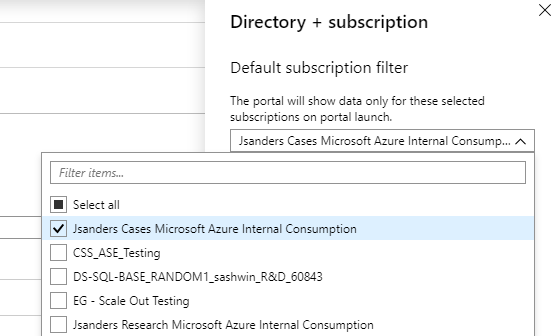 Directory + subscription
Default subscription filter
The portal will show data only for these selected
subscriptions on portal launch.
Jsanders Cases Microsoft Azure Internal Consump...
Filter items...
Select all
Jsanders Cases Microsoft Azure Internal Consumption
CSS_ASE_Testing
DS-SQL-BASE_RANDOM1_sashwin_R&D_60843
EG - Scale Out Testing
Jsanders Research Microsoft Azure Internal Consumption